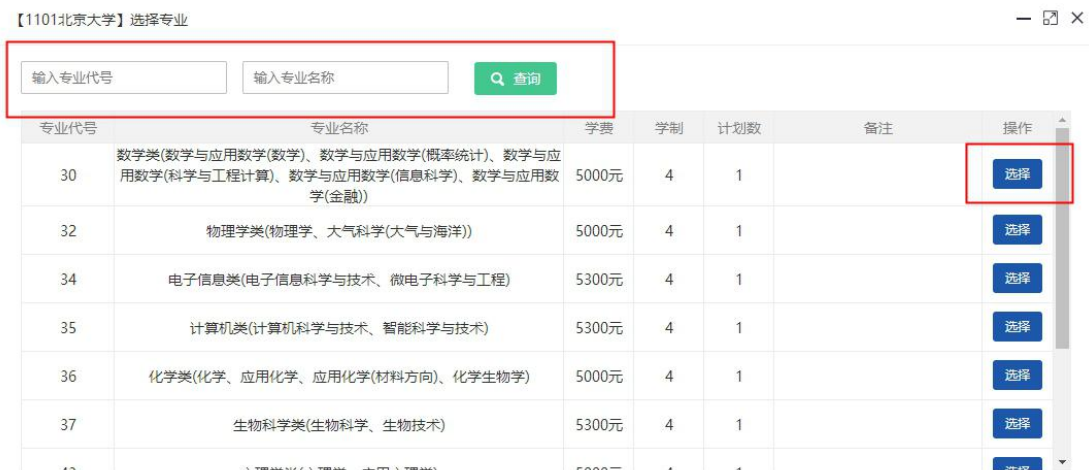 【1101北京大学】选择专业
输入专业代号 输入专业名称 查询
专业代号 专业名称 学费 学制 计划数 备注 操作
数学类(数学与应用数学(数学)、数学与应用数学(概率统计)、数学与应
30 用数学(科学与工程计算)、数学与应用数学(信息科学)、数学与应用数 5000元 4 1 选择
学(金融))
32 物理学类(物理学、大气科学(大气与海洋)) 5000元 4 1 选择
34 电子信息类(电子信息科学与技术、微电子科学与工程) 5300元 4 1 选择
35 计算机类(计算机科学与技术、智能科学与技术) 5300元 4 1 选择
36 化学类(化学、应用化学、应用化学(材料方向)、化学生物学) 5000元 4 1 选择
37 生物科学类(生物科学、生物技术) 5300元 4 1 选择